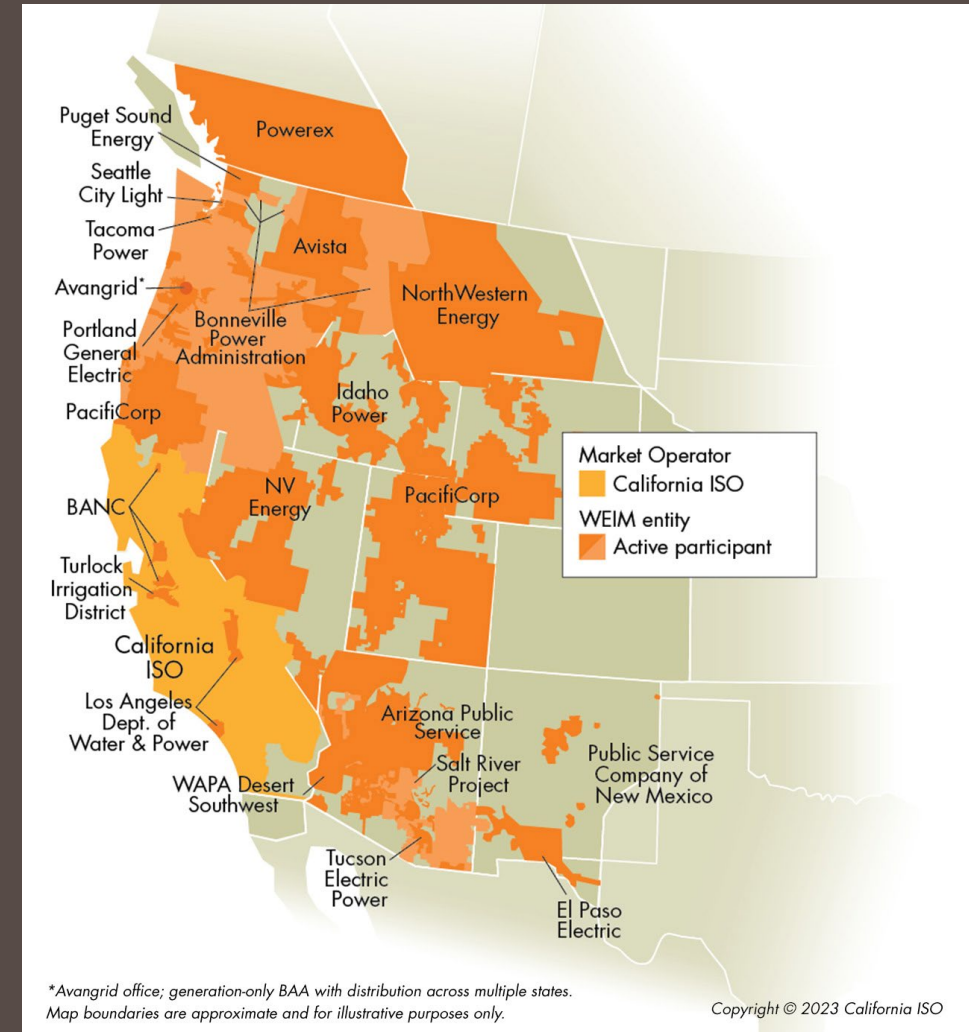 Puget Sound
Energy
Powerex
Seattle
City Light
Tacoma
Power
Avista
Avangrid*
NorthWestern
Energy
Bonneville
Power
Administration
Portland
General
Electric
Idaho
Power
PacifiCorp
Market Operator
California ISO
WEIM entity
Active participant
NV
Energy
PacifiCorp
BANC
Turlock
Irrigation
District
California
ISO
Los Angeles
Dept. of
Water & Power
Arizona Public
Service
Salt River
Project
Public Service
Company of
New Mexico
WAPA Desert
Southwest
Tucson
Electric
Power
El Paso
Electric
*Avangrid office; generation-only BAA with distribution across multiple states.
Map boundaries are approximate and for illustrative purposes only.
Copyright © 2023 California ISO